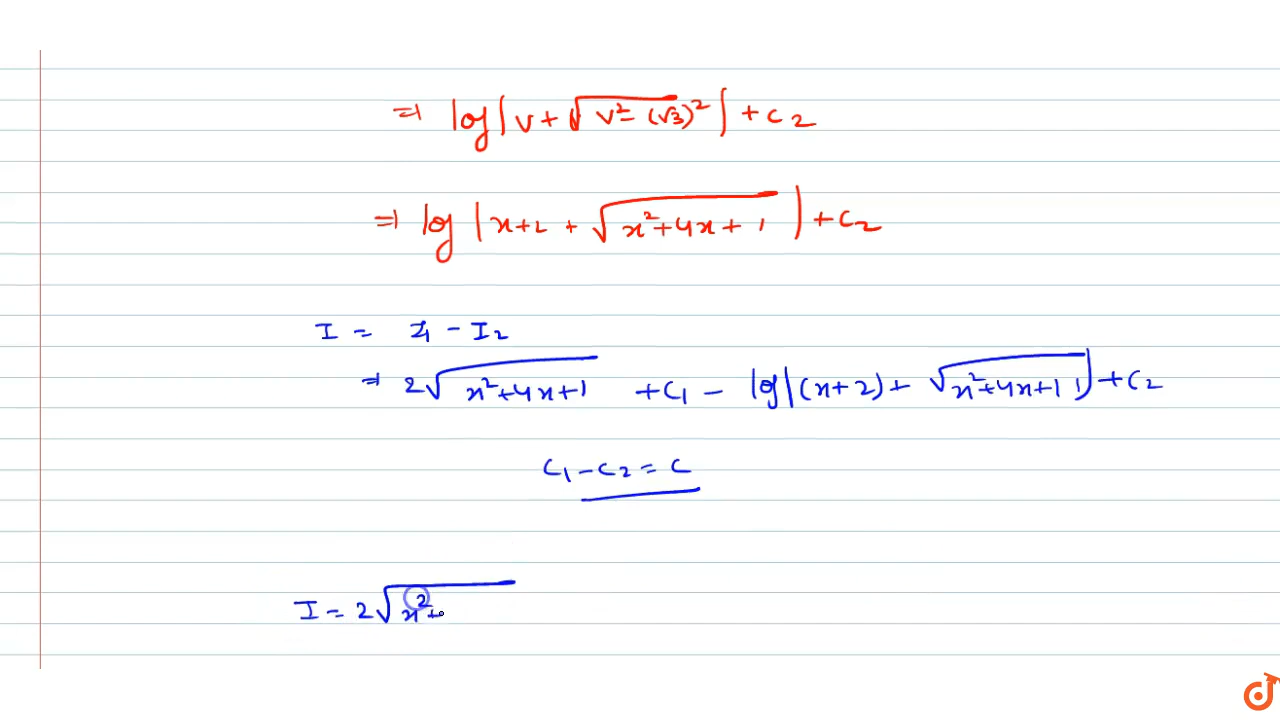 ⇒ log|v + √(v² − (√3)²)| + c2
⇒ log|x+2 + √(x²+4x+1)| + c2
I = I1 − I2
⇒ 2√(x²+4x+1) + c1 − log|(x+2) + √(x²+4x+1)| + c2
c1 − c2 = c
I = 2√(x²+